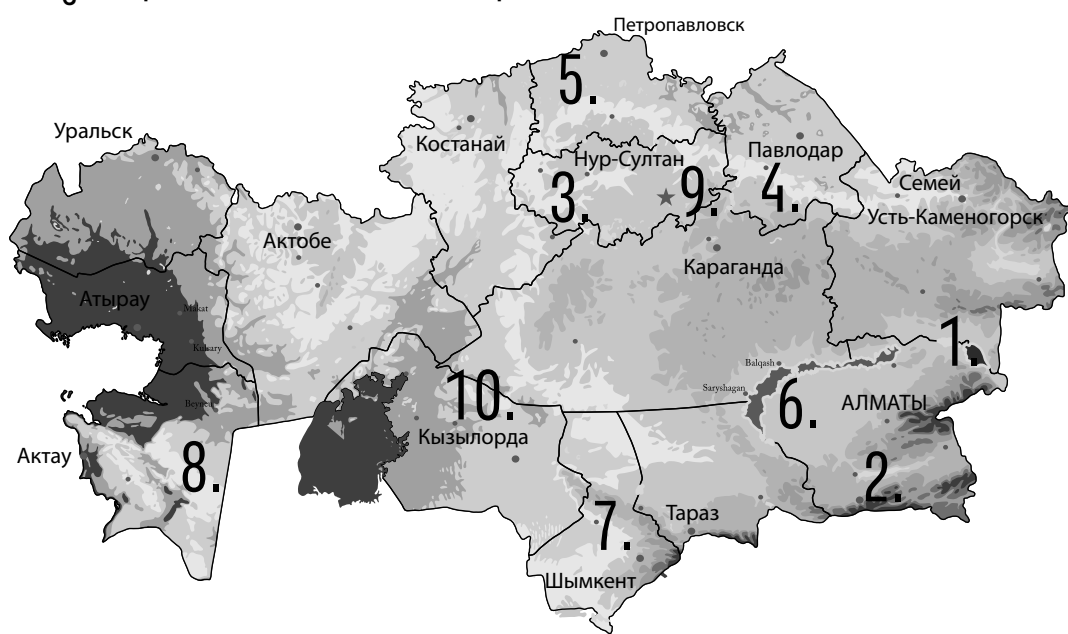 Петропавловск
5.
Уральск
Костанай
Нур-Султан
Павлодар
3.
9.
4.
Семей
Усть-Каменогорск
Актобе
Караганда
Атырау
Makat
Kulsary
1.
Balqash
Saryshagan
Beyneu
10.
6.
АЛМАТЫ
Кызылорда
Актау
8.
2.
7.
Тараз
Шымкент